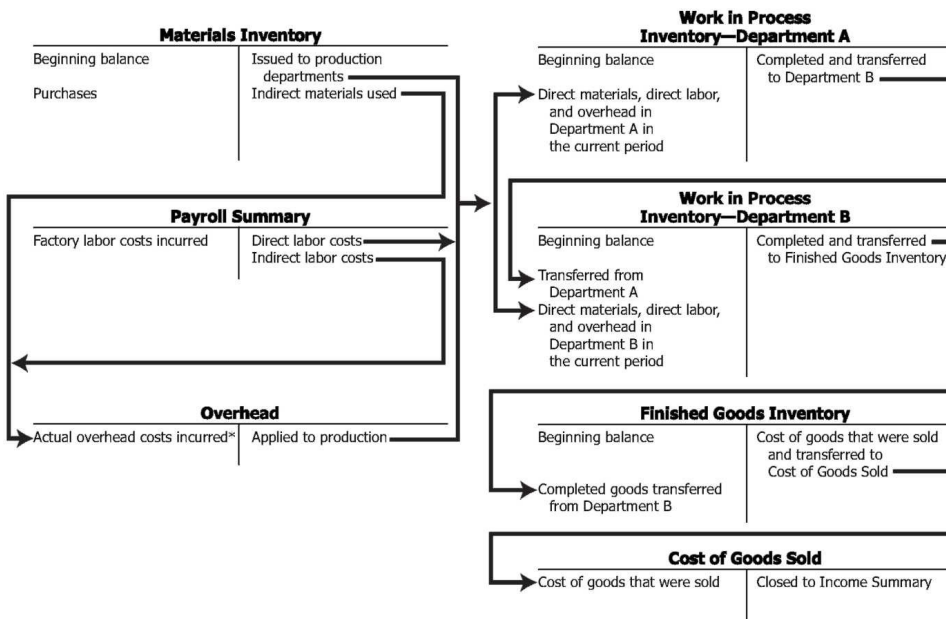 Materials Inventory
Beginning balance
Issued to production
departments
Purchases
Indirect materials used
Payroll Summary
Factory labor costs incurred
Direct labor costs
Indirect labor costs
Overhead
Actual overhead costs incurred*
Applied to production
Work in Process
Inventory—Department A
Beginning balance
Completed and transferred
to Department B
Direct materials, direct labor,
and overhead in
Department A in
the current period
Work in Process
Inventory—Department B
Beginning balance
Completed and transferred
to Finished Goods Inventory
Transferred from
Department A
Direct materials, direct labor,
and overhead in
Department B in
the current period
Finished Goods Inventory
Beginning balance
Cost of goods that were sold
and transferred to
Cost of Goods Sold
Completed goods transferred
from Department B
Cost of Goods Sold
Cost of goods that were sold
Closed to Income Summary